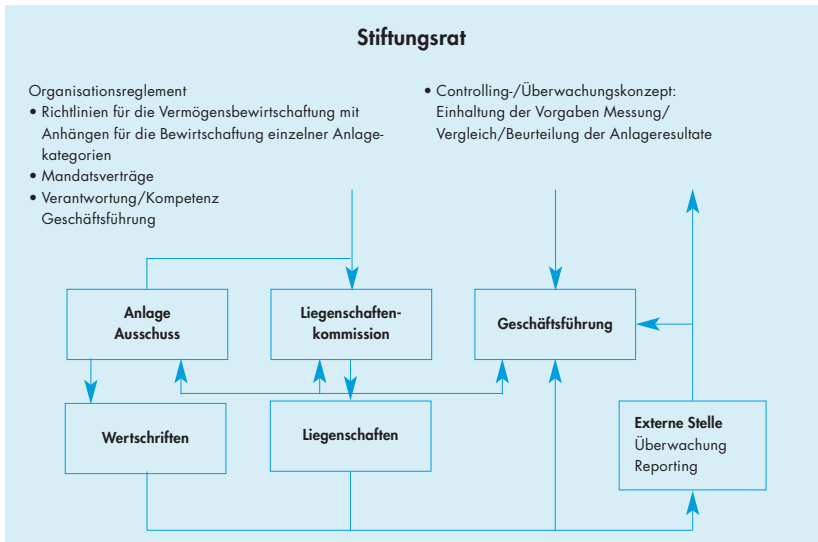 Stiftungsrat
Organisationsreglement
• Richtlinien für die Vermögensbewirtschaftung mit
Anhängen für die Bewirtschaftung einzelner Anlage-
kategorien
• Mandatsverträge
• Verantwortung/Kompetenz
Geschäftsführung
• Controlling-/Überwachungskonzept:
Einhaltung der Vorgaben Messung/
Vergleich/Beurteilung der Anlageresultate
Anlage
Ausschuss
Liegenschaften-
kommission
Geschäftsführung
Wertschriften
Liegenschaften
Externe Stelle
Überwachung
Reporting